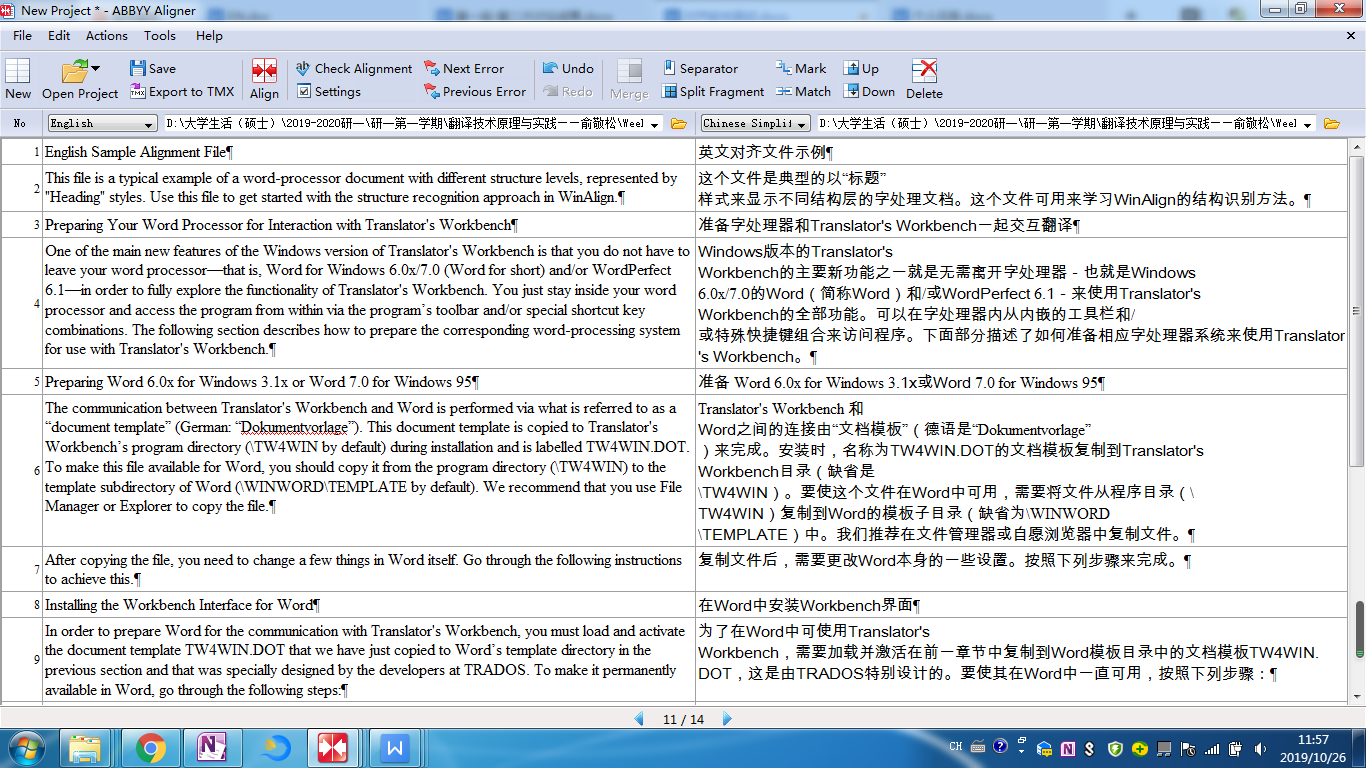 New Project * - ABBYY Aligner
File Edit Actions Tools Help
New Open Project Save Export to TMX Align Check Alignment Settings Next Error Previous Error Undo Redo Merge Separator Split Fragment Mark Match Up Down Delete
No English D:\大学生活（硕士）\2019-2020研一\研一第一学期\翻译技术原理与实践——俞敬松\Weel Chinese Simplif D:\大学生活（硕士）\2019-2020研一\研一第一学期\翻译技术原理与实践——俞敬松\Weel
1 English Sample Alignment File¶
英文对齐文件示例¶
2 This file is a typical example of a word-processor document with different structure levels, represented by
"Heading" styles. Use this file to get started with the structure recognition approach in WinAlign.¶
这个文件是典型的以“标题”
样式来显示不同结构层的字处理文档。这个文件可用来学习WinAlign的结构识别方法。¶
3 Preparing Your Word Processor for Interaction with Translator's Workbench¶
准备字处理器和Translator's Workbench一起交互翻译¶
4 One of the main new features of the Windows version of Translator's Workbench is that you do not have to
leave your word processor—that is, Word for Windows 6.0x/7.0 (Word for short) and/or WordPerfect
6.1—in order to fully explore the functionality of Translator's Workbench. You just stay inside your word
processor and access the program from within via the program’s toolbar and/or special shortcut key
combinations. The following section describes how to prepare the corresponding word-processing system
for use with Translator's Workbench.¶
Windows版本的Translator's
Workbench的主要新功能之一就是无需离开字处理器 - 也就是Windows
6.0x/7.0的Word（简称Word）和/或WordPerfect 6.1 - 来使用Translator's
Workbench的全部功能。可以在字处理器内从内嵌的工具栏和/
或特殊快捷键组合来访问程序。下面部分描述了如何准备相应字处理器系统来使用Translator
's Workbench。¶
5 Preparing Word 6.0x for Windows 3.1x or Word 7.0 for Windows 95¶
准备 Word 6.0x for Windows 3.1x或Word 7.0 for Windows 95¶
6 The communication between Translator's Workbench and Word is performed via what is referred to as a
“document template” (German: “Dokumentvorlage”). This document template is copied to Translator's
Workbench’s program directory (\TW4WIN by default) during installation and is labelled TW4WIN.DOT.
To make this file available for Word, you should copy it from the program directory (\TW4WIN) to the
template subdirectory of Word (\WINWORD\TEMPLATE by default). We recommend that you use File
Manager or Explorer to copy the file.¶
Translator's Workbench 和
Word之间的连接由“文档模板”（德语是“Dokumentvorlage”
）来完成。安装时，名称为TW4WIN.DOT的文档模板复制到Translator's
Workbench目录（缺省是
\TW4WIN）。要使这个文件在Word中可用，需要将文件从程序目录（\
TW4WIN）复制到Word的模板子目录（缺省为\WINWORD
\TEMPLATE）中。我们推荐在文件管理器或自愿浏览器中复制文件。¶
7 After copying the file, you need to change a few things in Word itself. Go through the following instructions
to achieve this.¶
复制文件后，需要更改Word本身的一些设置。按照下列步骤来完成。¶
8 Installing the Workbench Interface for Word¶
在Word中安装Workbench界面¶
9 In order to prepare Word for the communication with Translator's Workbench, you must load and activate
the document template TW4WIN.DOT that we have just copied to Word’s template directory in the
previous section and that was specially designed by the developers at TRADOS. To make it permanently
available in Word, go through the following steps:¶
为了在Word中可使用Translator's
Workbench，需要加载并激活在前一章节中复制到Word模板目录中的文档模板TW4WIN.
DOT，这是由TRADOS特别设计的。要使其在Word中一直可用，按照下列步骤：¶
11 / 14
CH
11:57
2019/10/26